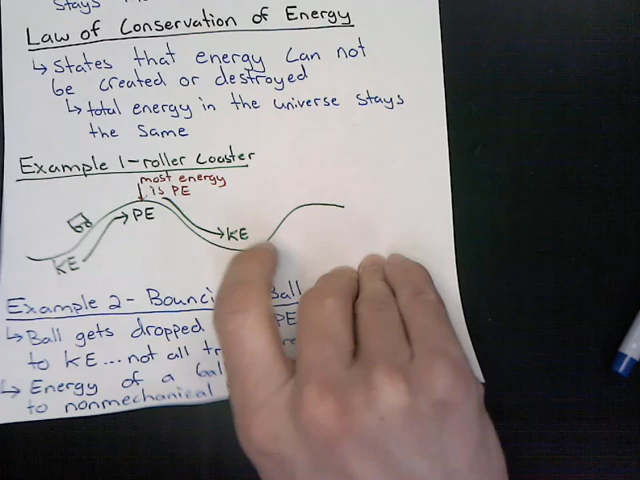 stays
Law of Conservation of Energy
↳ States that energy can not
be created or destroyed
↳ total energy in the universe stays
the same
Example 1-roller coaster
most energy
is PE
PE
KE
KE
Example 2- Bounci Ball
↳ Ball gets dropped PE
to KE...not all tr
↳ Energy of a bal
to nonmechanical